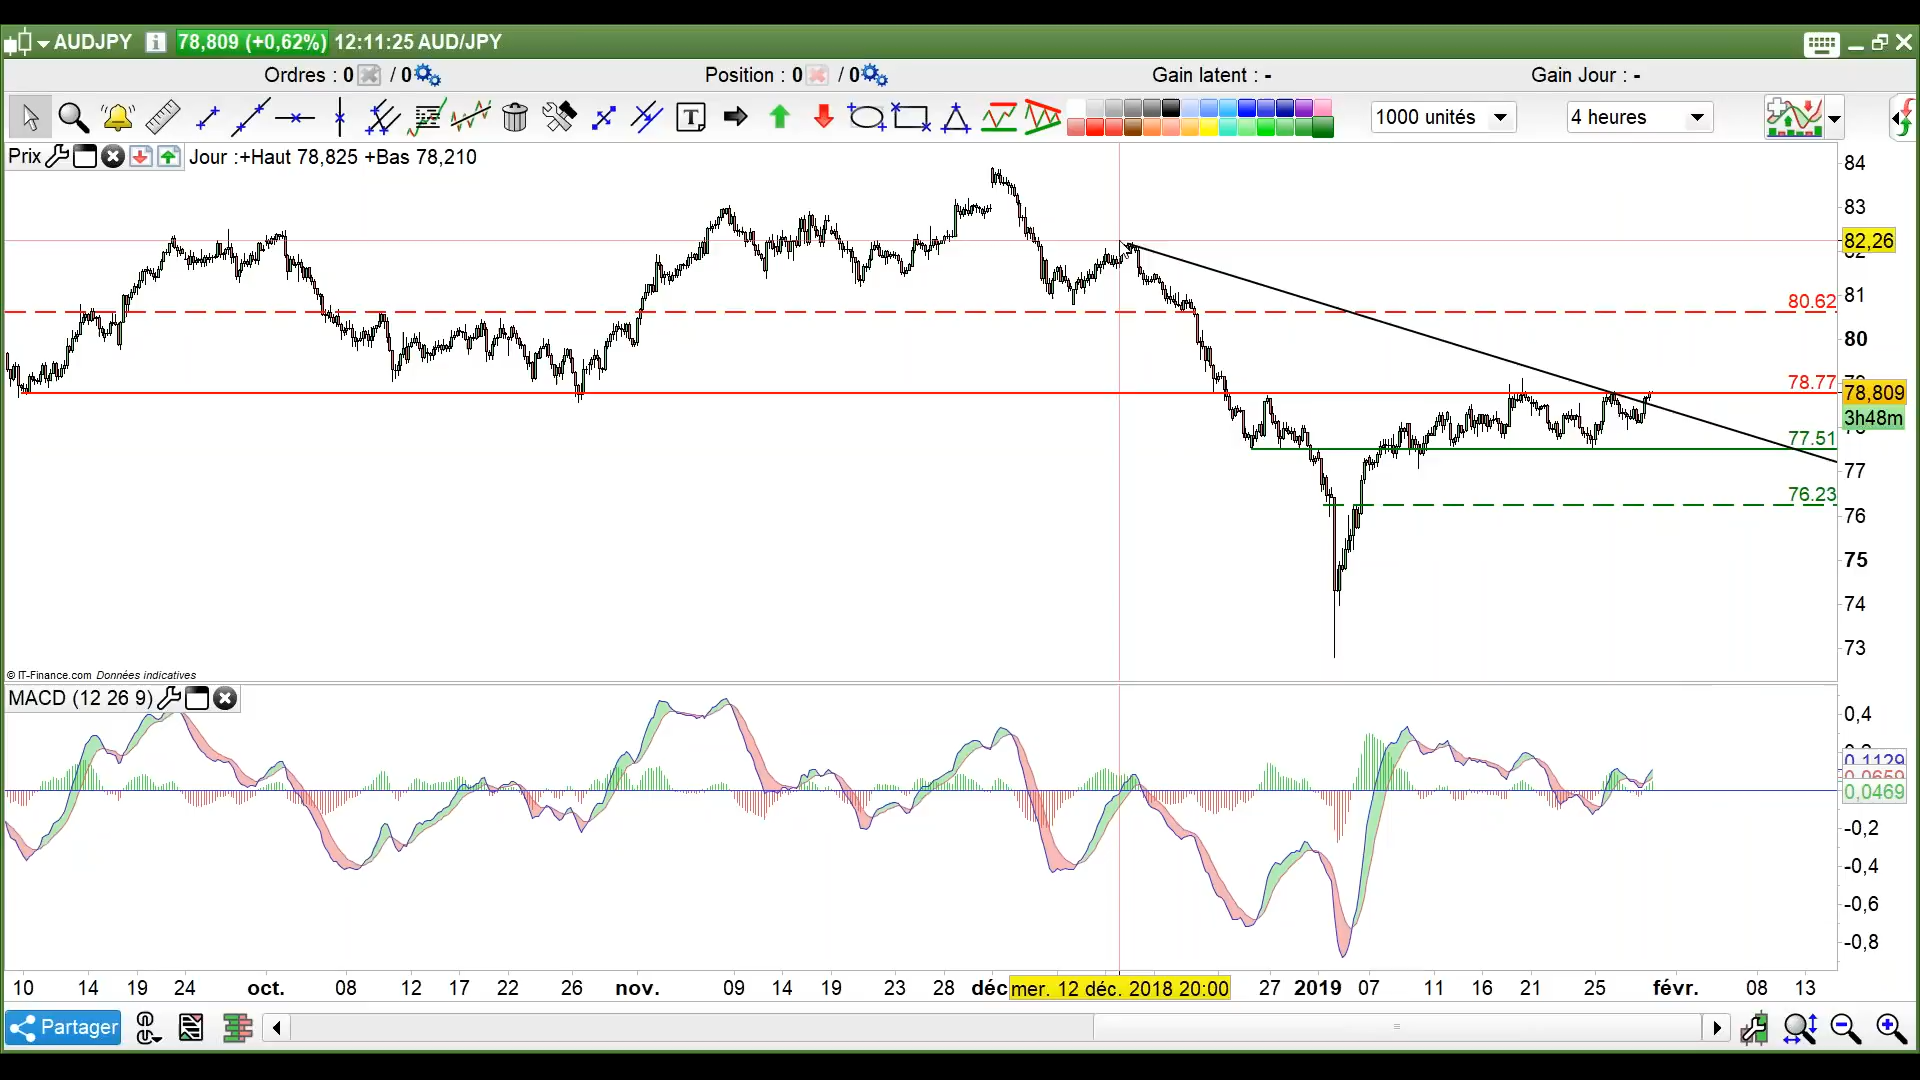 AUDJPY i 78,809 (+0,62%) 12:11:25 AUD/JPY
Ordres : 0 / 0 Position : 0 / 0 Gain latent : - Gain Jour : -
T 1000 unités 4 heures
Prix Jour :+Haut 78,825 +Bas 78,210
84
83
82,26
81
80.62
80
78.77
78,809
3h48m
77.51
77
76.23
76
75
74
73
© IT-Finance.com Données indicatives
MACD (12 26 9)
0,4
0,1129
0,0659
0,0469
-0,2
-0,4
-0,6
-0,8
10 14 19 24 oct. 08 12 17 22 26 nov. 09 14 19 23 28 déc mer. 12 déc. 2018 20:00 27 2019 07 11 16 21 25 févr. 08 13
Partager